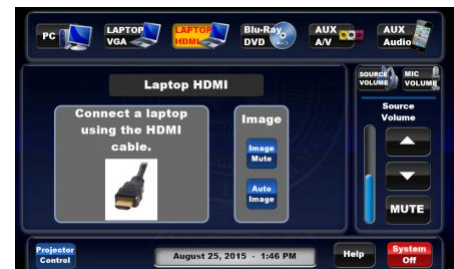 PC
LAPTOP
VGA
LAPTOP
HDMI
Blu-Ray
DVD
AUX
A/V
AUX
Audio
Laptop HDMI
Connect a laptop
using the HDMI
cable.
Image
Image
Mute
Auto
Image
SOURCE
VOLUME
MIC
VOLUME
Source
Volume
MUTE
Projector
Control
August 25, 2015 - 1:46 PM
Help
System
Off